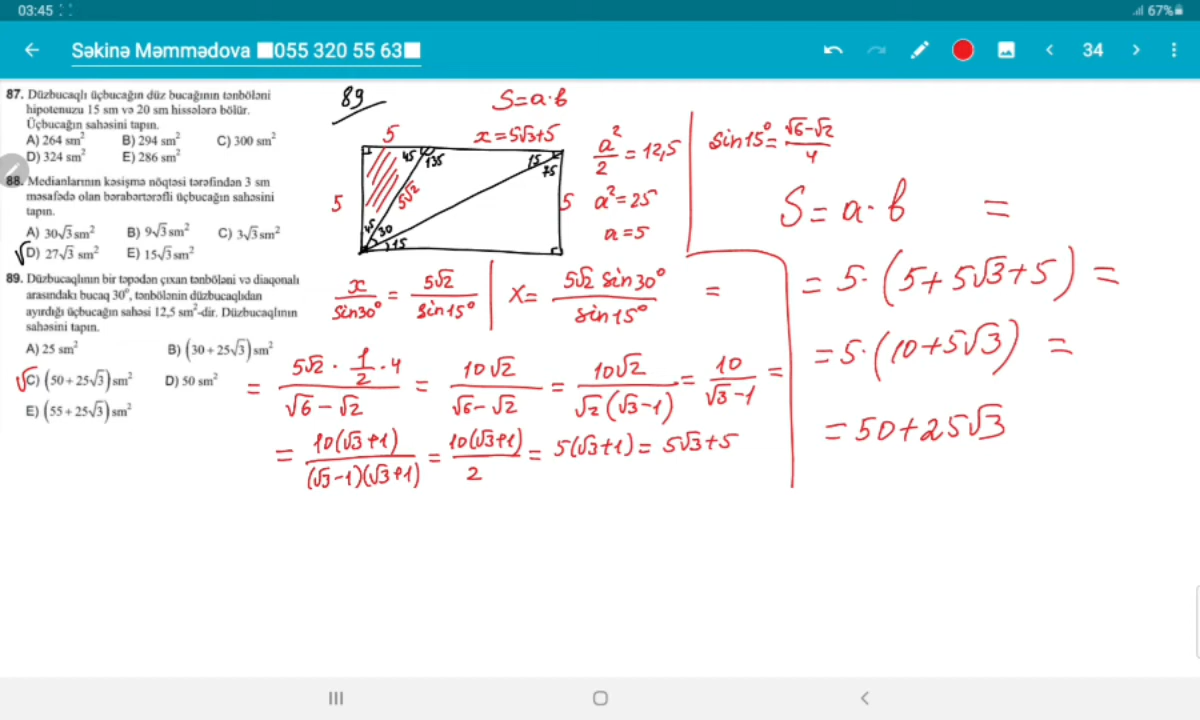 03:45
67%
Səkinə Məmmədova 055 320 55 63
34
87. Düzbucaqlı üçbucağın düz bucağının tənböləni
hipotenuzu 15 sm və 20 sm hissələrə bölür.
Üçbucağın sahəsini tapın.
A) 264 sm² B) 294 sm² C) 300 sm²
D) 324 sm² E) 286 sm²
88. Medianlarının kəsişmə nöqtəsi tərəfindən 3 sm
məsafədə olan bərabərtərəfli üçbucağın sahəsini
tapın.
A) 30√3 sm² B) 9√3 sm² C) 3√3 sm²
√D) 27√3 sm² E) 15√3 sm²
89. Düzbucaqlının bir təpədən çıxan tənböləni və diaqonalı
arasındakı bucaq 30°, tənbölənin düzbucaqlıdan
ayırdığı üçbucağın sahəsi 12,5 sm²-dir. Düzbucaqlının
sahəsini tapın.
A) 25 sm² B) (30 + 25√3) sm²
√C) (50 + 25√3) sm² D) 50 sm²
E) (55 + 25√3) sm²
89
S=a·b
5 x=5√3+5
45 135 15 75
5 5√2 5
45 30 15
a²/2 = 12,5
a²=25
a=5
sin15°= (√6-√2)/4
x/sin30° = 5√2/sin15° | x= 5√2 sin30°/sin15° =
= (5√2 · 1/2 · 4)/(√6-√2) = 10√2/(√6-√2) = 10√2/(√2(√3-1)) = 10/(√3-1) =
= 10(√3+1)/((√3-1)(√3+1)) = 10(√3+1)/2 = 5(√3+1) = 5√3+5
S=a·b =
=5·(5+5√3+5) =
=5·(10+5√3) =
=50+25√3